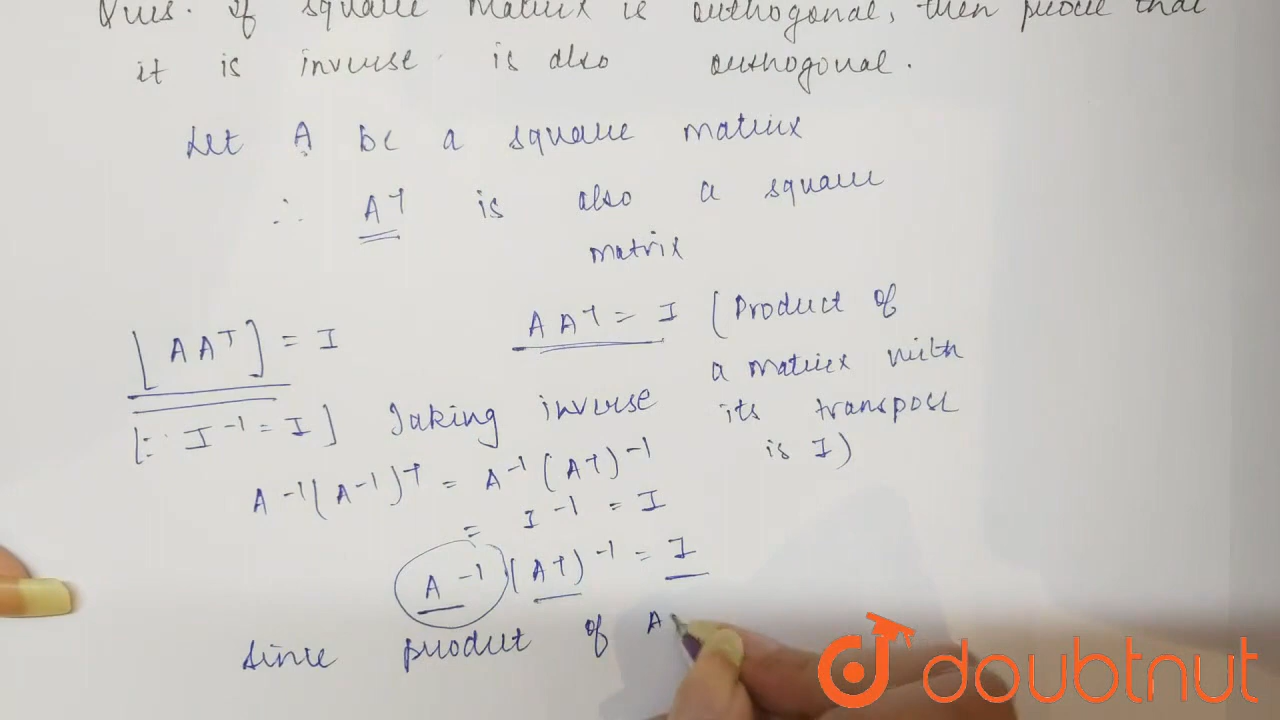 Ques. If square matrix is orthogonal, then prove that
it is inverse is also orthogonal.
Let A be a square matrix
∴ A^T is also a square
matrix
[AA^T] = I
AA^T = I (Product of
a matrix with
its transpose
is I)
[∵ I^-1 = I] Taking inverse
A^-1(A^-1)^T = A^-1(A^T)^-1
= I^-1 = I
A^-1(A^T)^-1 = I
Since product of A
doubtnut